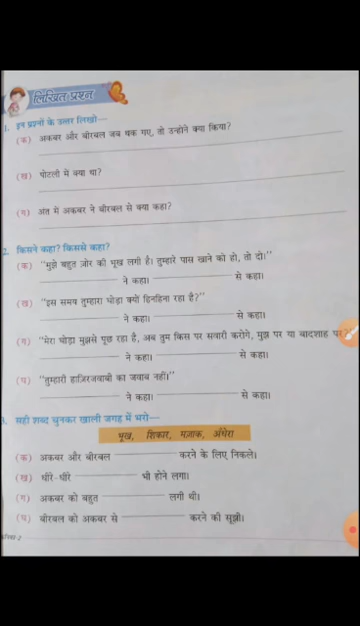 लिखित प्रश्न
1. इन प्रश्नों के उत्तर लिखो—
(क) अकबर और बीरबल जब थक गए, तो उन्होंने क्या किया?
(ख) पोटली में क्या था?
(ग) अंत में अकबर ने बीरबल से क्या कहा?
2. किसने कहा? किससे कहा?
(क) "मुझे बहुत ज़ोर की भूख लगी है। तुम्हारे पास खाने को हो, तो दो।"
ने कहा। से कहा।
(ख) "इस समय तुम्हारा घोड़ा क्यों हिनहिना रहा है?"
ने कहा। से कहा।
(ग) "मेरा घोड़ा मुझसे पूछ रहा है, अब तुम किस पर सवारी करोगे, मुझ पर या बादशाह पर?"
ने कहा। से कहा।
(घ) "तुम्हारी हाज़िरजवाबी का जवाब नहीं।"
ने कहा। से कहा।
3. सही शब्द चुनकर खाली जगह में भरो—
भूख, शिकार, मज़ाक, अँधेरा
(क) अकबर और बीरबल करने के लिए निकले।
(ख) धीरे-धीरे भी होने लगा।
(ग) अकबर को बहुत लगी थी।
(घ) बीरबल को अकबर से करने की सूझी।